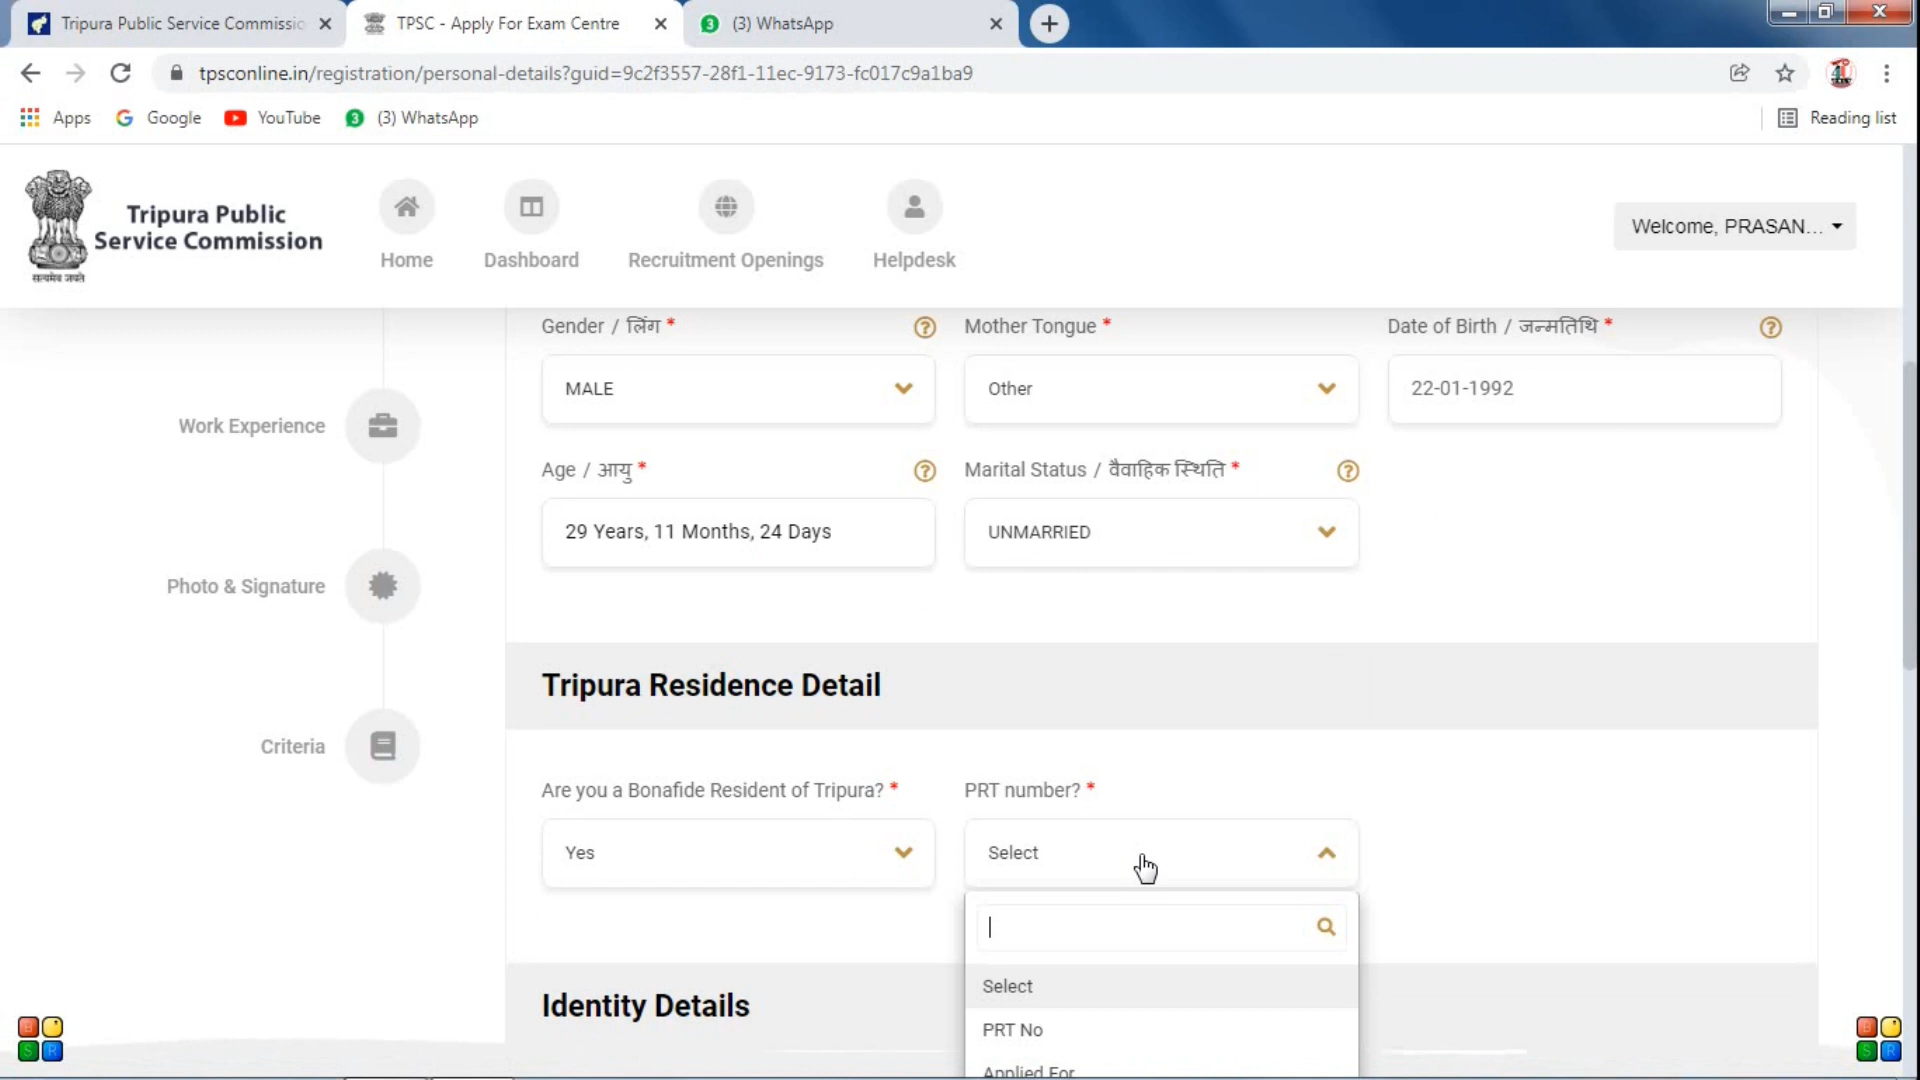 Tripura Public Service Commissio
TPSC - Apply For Exam Centre
(3) WhatsApp
tpsconline.in/registration/personal-details?guid=9c2f3557-28f1-11ec-9173-fc017c9a1ba9
Apps
Google
YouTube
3
(3) WhatsApp
Reading list
सत्यमेव जयते
Tripura Public
Service Commission
Home
Dashboard
Recruitment Openings
Helpdesk
Welcome, PRASAN...
Gender / लिंग *
Mother Tongue *
Date of Birth / जन्मतिथि *
MALE
Other
22-01-1992
Work Experience
Age / आयु *
Marital Status / वैवाहिक स्थिति *
29 Years, 11 Months, 24 Days
UNMARRIED
Photo & Signature
Tripura Residence Detail
Criteria
Are you a Bonafide Resident of Tripura? *
PRT number? *
Yes
Select
Select
Identity Details
PRT No
Applied For
B
S R
B
S R